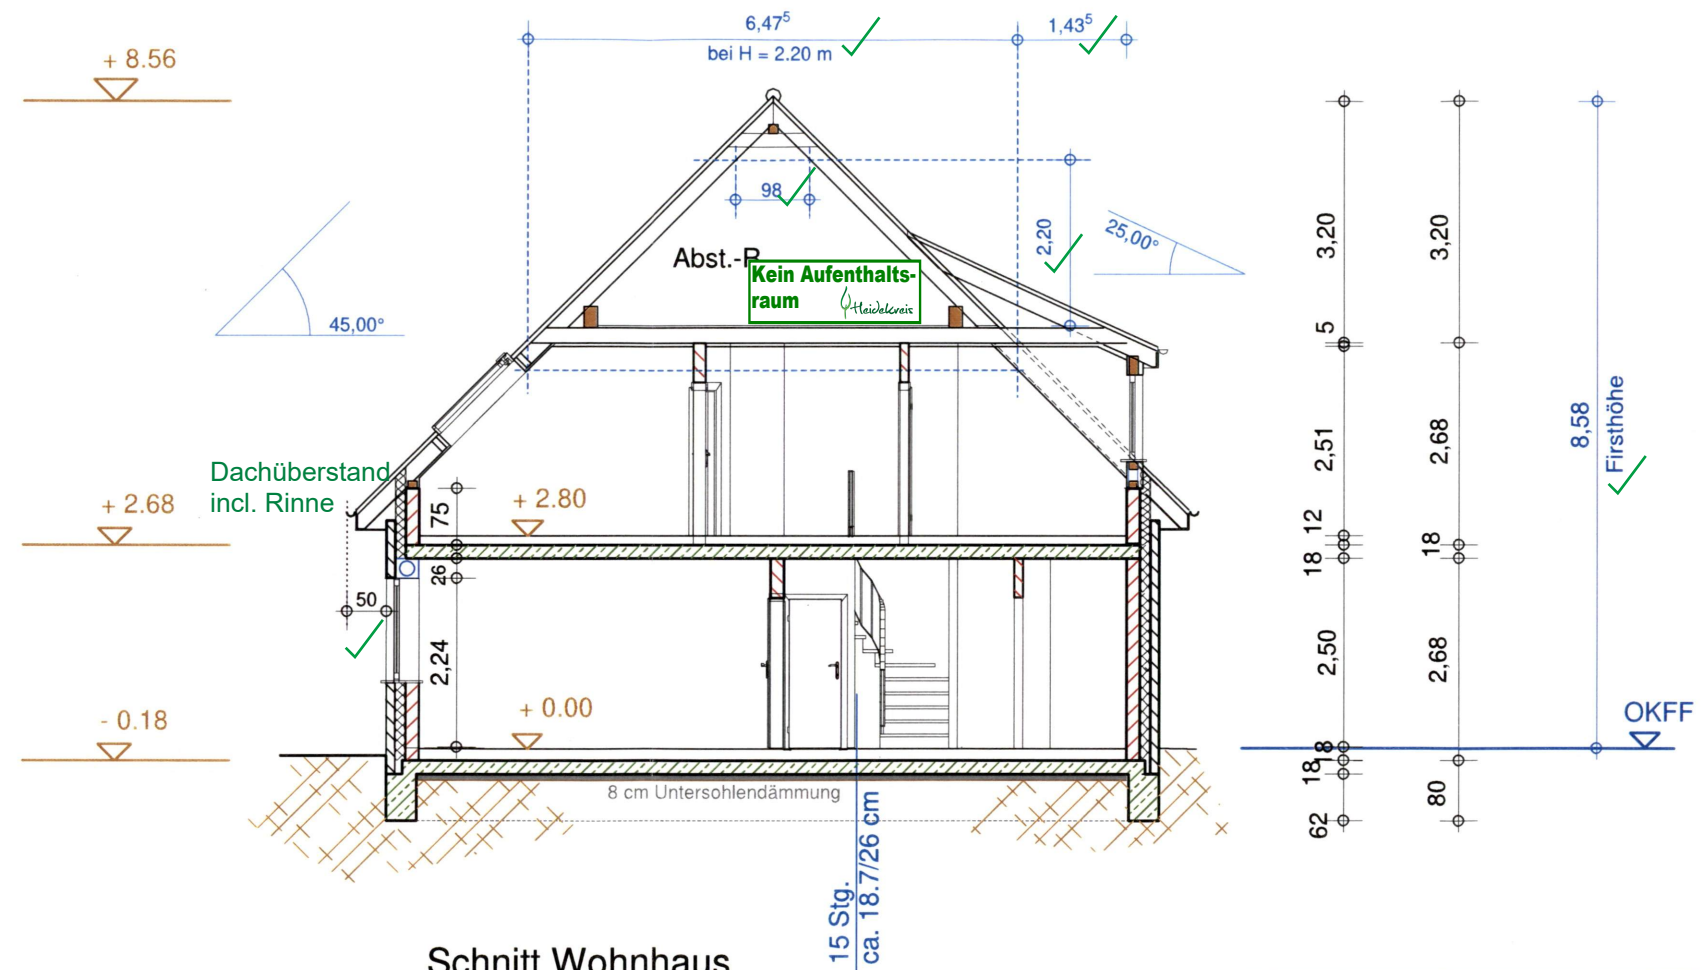 6,47⁵
1,43⁵
bei H = 2.20 m
+ 8.56
98
2,20
25,00°
3,20
3,20
Abst.-R
Kein Aufenthalts-
raum
Heidekreis
45,00°
5
8,58
Firsthöhe
2,51
2,68
Dachüberstand
incl. Rinne
+ 2.68
75
+ 2.80
12
18
18
26
50
2,24
2,50
2,68
- 0.18
+ 0.00
OKFF
18
18
80
62
8 cm Untersohlendämmung
15 Stg.
ca. 18.7/26 cm
Schnitt Wohnhaus